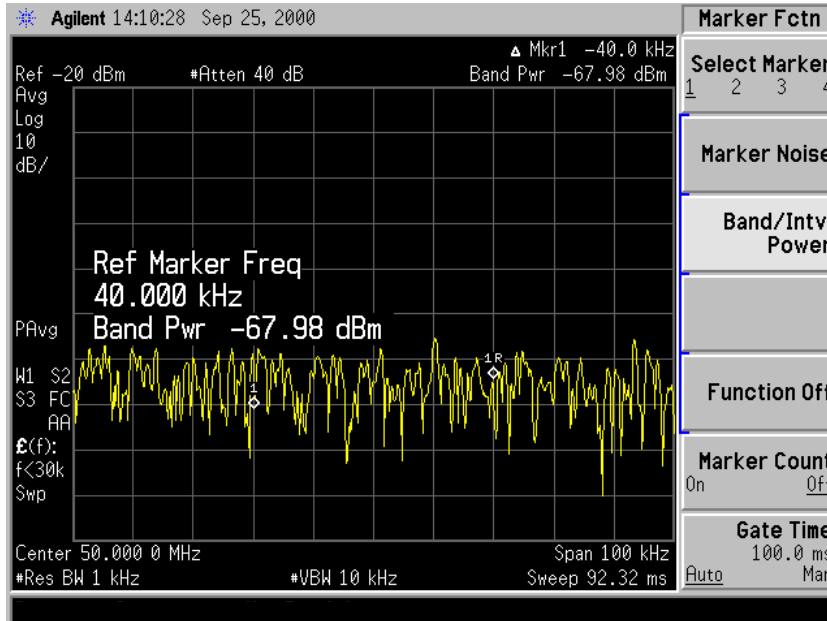 Agilent 14:10:28 Sep 25, 2000
Marker Fctn
Mkr1 -40.0 kHz
Ref -20 dBm #Atten 40 dB Band Pwr -67.98 dBm
Avg
Log
10
dB/
Ref Marker Freq
40.000 kHz
Band Pwr -67.98 dBm
PAvg
1R
1
W1 S2
S3 FC
AA
£(f):
f<30k
Swp
Center 50.000 0 MHz Span 100 kHz
#Res BW 1 kHz #VBW 10 kHz Sweep 92.32 ms
Select Marker
1 2 3 4
Marker Noise
Band/Intv
Power
Function Off
Marker Count
On Off
Gate Time
100.0 ms
Auto Man